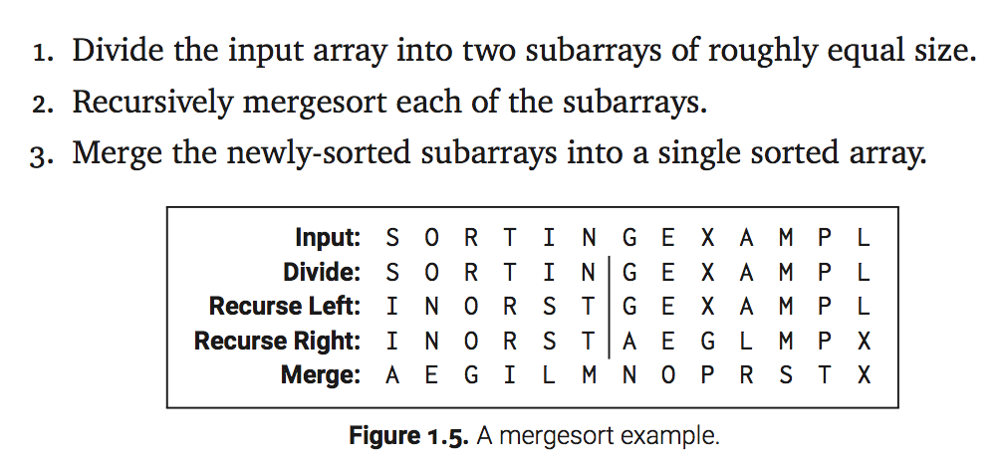 1. Divide the input array into two subarrays of roughly equal size.
2. Recursively mergesort each of the subarrays.
3. Merge the newly-sorted subarrays into a single sorted array.
Input: S O R T I N G E X A M P L
Divide: S O R T I N G E X A M P L
Recurse Left: I N O R S T G E X A M P L
Recurse Right: I N O R S T A E G L M P X
Merge: A E G I L M N O P R S T X
Figure 1.5. A mergesort example.